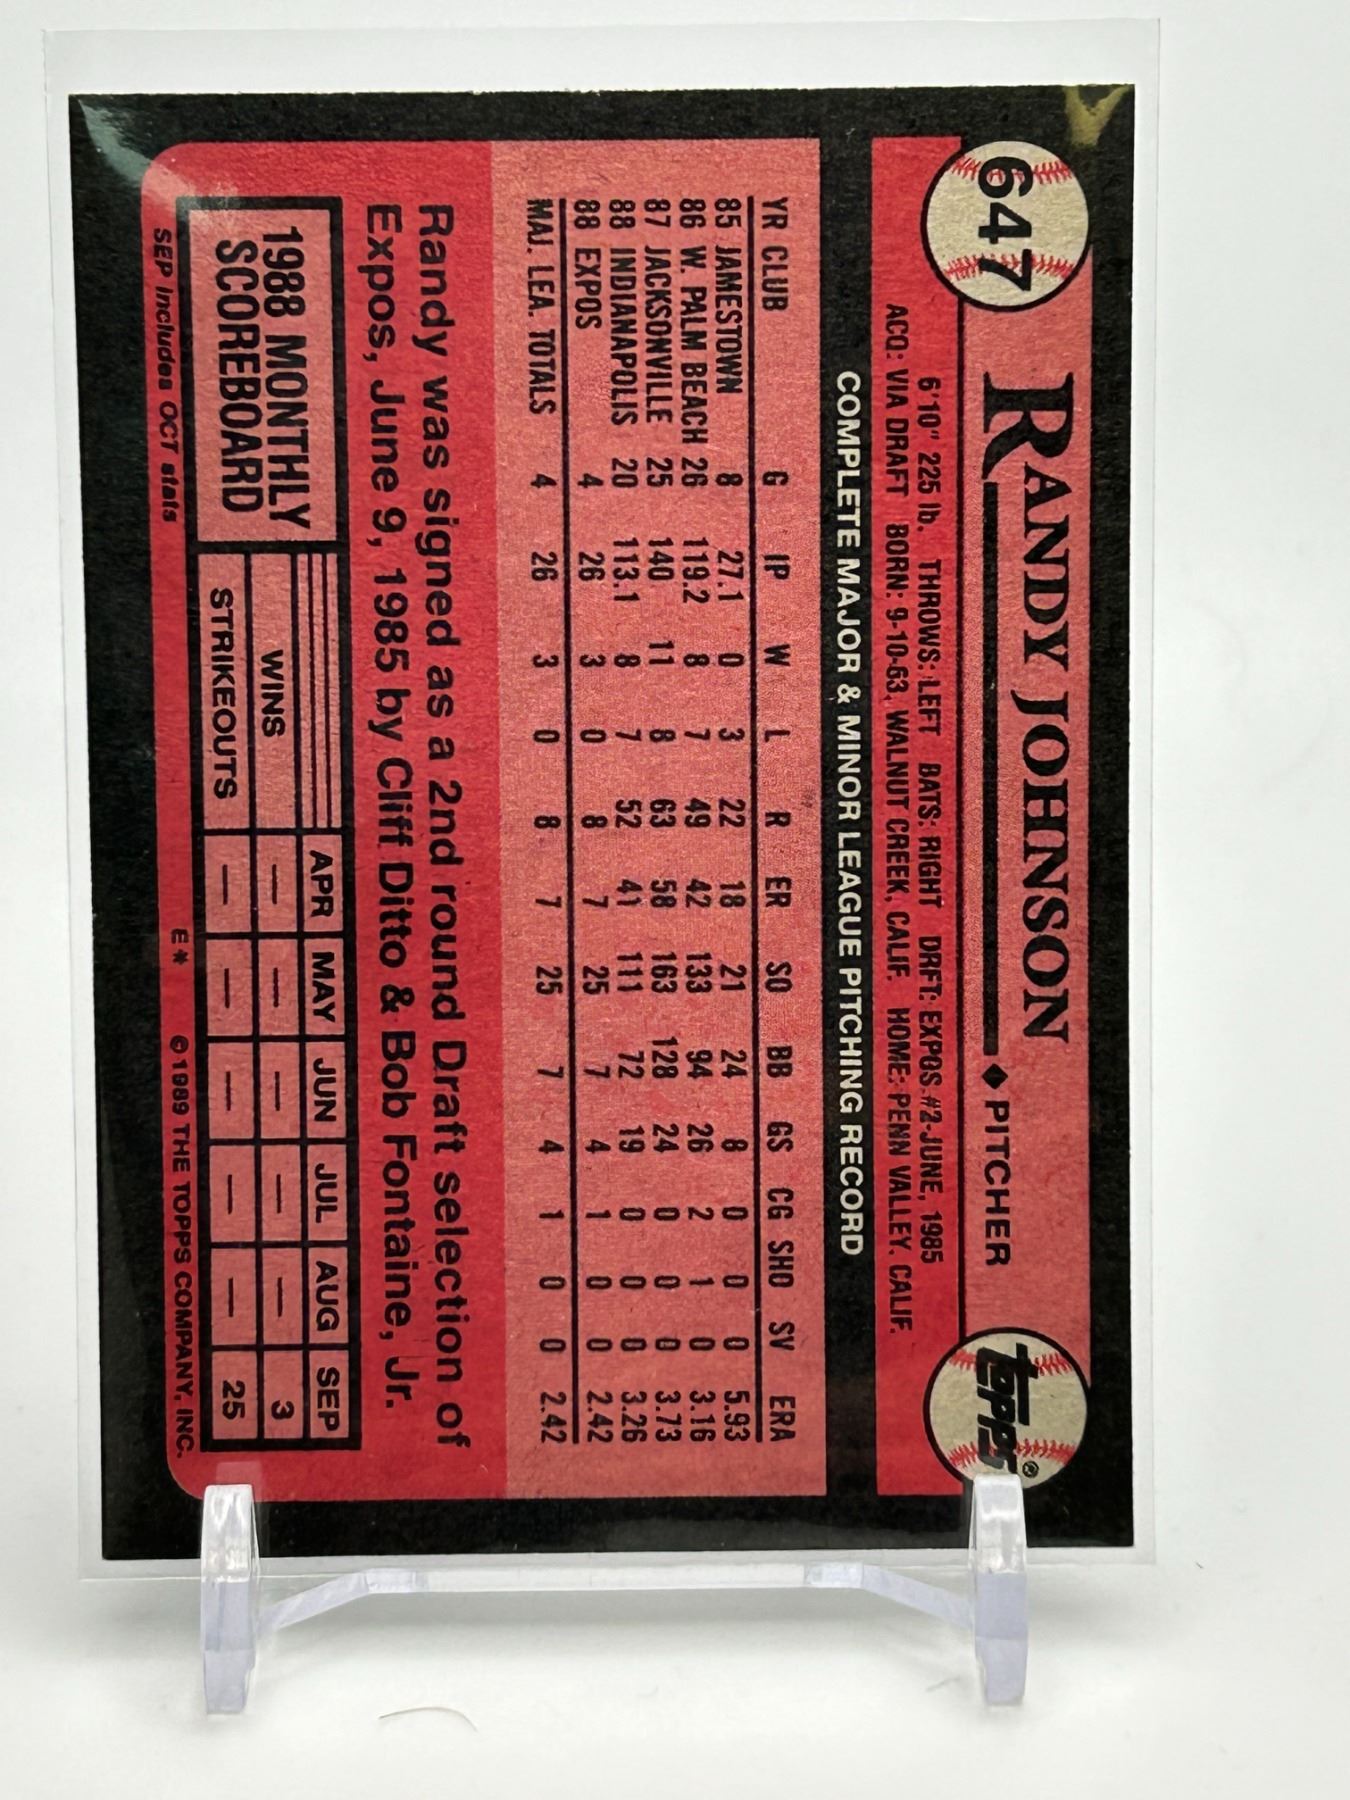 647
RANDY JOHNSON ♦ PITCHER
topps®
6'10" 225 lb. THROWS: LEFT BATS: RIGHT DRFT: EXPOS #2-JUNE, 1985
ACQ: VIA DRAFT BORN: 9-10-63, WALNUT CREEK, CALIF. HOME: PENN VALLEY, CALIF.
COMPLETE MAJOR & MINOR LEAGUE PITCHING RECORD
YR CLUB G IP W L R ER SO BB GS CG SHO SV ERA
85 JAMESTOWN 8 27.1 0 3 22 18 21 24 8 0 0 0 5.93
86 W. PALM BEACH 26 119.2 8 7 49 42 133 94 26 2 1 0 3.16
87 JACKSONVILLE 25 140 11 8 63 58 163 128 24 0 0 0 3.73
88 INDIANAPOLIS 20 113.1 8 7 52 41 111 72 19 0 0 0 3.26
88 EXPOS 4 26 3 0 8 7 25 7 4 1 0 0 2.42
MAJ. LEA. TOTALS 4 26 3 0 8 7 25 7 4 1 0 0 2.42
Randy was signed as a 2nd round Draft selection of
Expos, June 9, 1985 by Cliff Ditto & Bob Fontaine, Jr.
1988 MONTHLY
SCOREBOARD
APR MAY JUN JUL AUG SEP
WINS — — — — — 3
STRIKEOUTS — — — — — 25
SEP includes OCT stats E* © 1989 THE TOPPS COMPANY, INC.